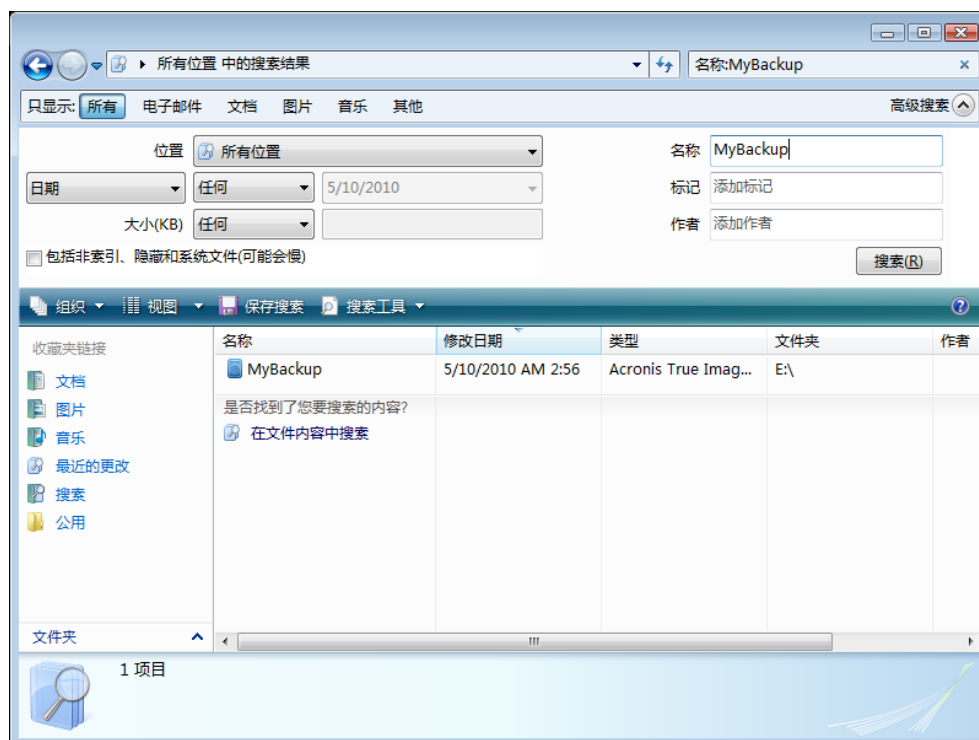 所有位置 中的搜索结果
名称:MyBackup
只显示: 所有 电子邮件 文档 图片 音乐 其他
高级搜索
位置 所有位置
名称 MyBackup
日期 任何 5/10/2010
标记 添加标记
大小(KB) 任何
作者 添加作者
包括非索引、隐藏和系统文件(可能会慢)
搜索(R)
组织 视图 保存搜索 搜索工具
收藏夹链接
文档
图片
音乐
最近的更改
搜索
公用
文件夹
名称 修改日期 类型 文件夹 作者
MyBackup 5/10/2010 AM 2:56 Acronis True Imag... E:\
是否找到了您要搜索的内容?
在文件内容中搜索
1 项目